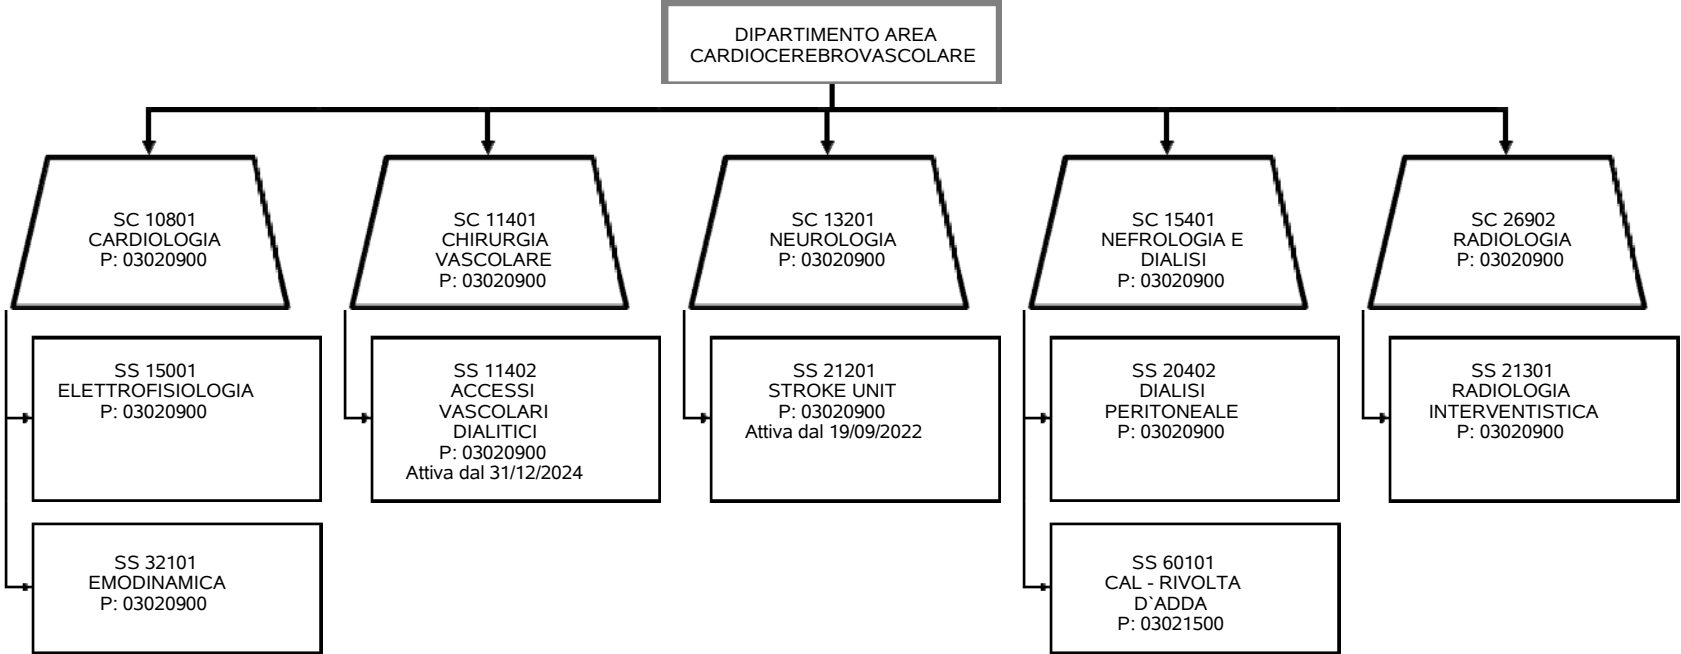 DIPARTIMENTO AREA
CARDIOCEREBROVASCOLARE
SC 10801
CARDIOLOGIA
P: 03020900
SC 11401
CHIRURGIA
VASCOLARE
P: 03020900
SC 13201
NEUROLOGIA
P: 03020900
SC 15401
NEFROLOGIA E
DIALISI
P: 03020900
SC 26902
RADIOLOGIA
P: 03020900
SS 15001
ELETTROFISIOLOGIA
P: 03020900
SS 11402
ACCESSI
VASCOLARI
DIALITICI
P: 03020900
Attiva dal 31/12/2024
SS 21201
STROKE UNIT
P: 03020900
Attiva dal 19/09/2022
SS 20402
DIALISI
PERITONEALE
P: 03020900
SS 21301
RADIOLOGIA
INTERVENTISTICA
P: 03020900
SS 32101
EMODINAMICA
P: 03020900
SS 60101
CAL - RIVOLTA
D`ADDA
P: 03021500